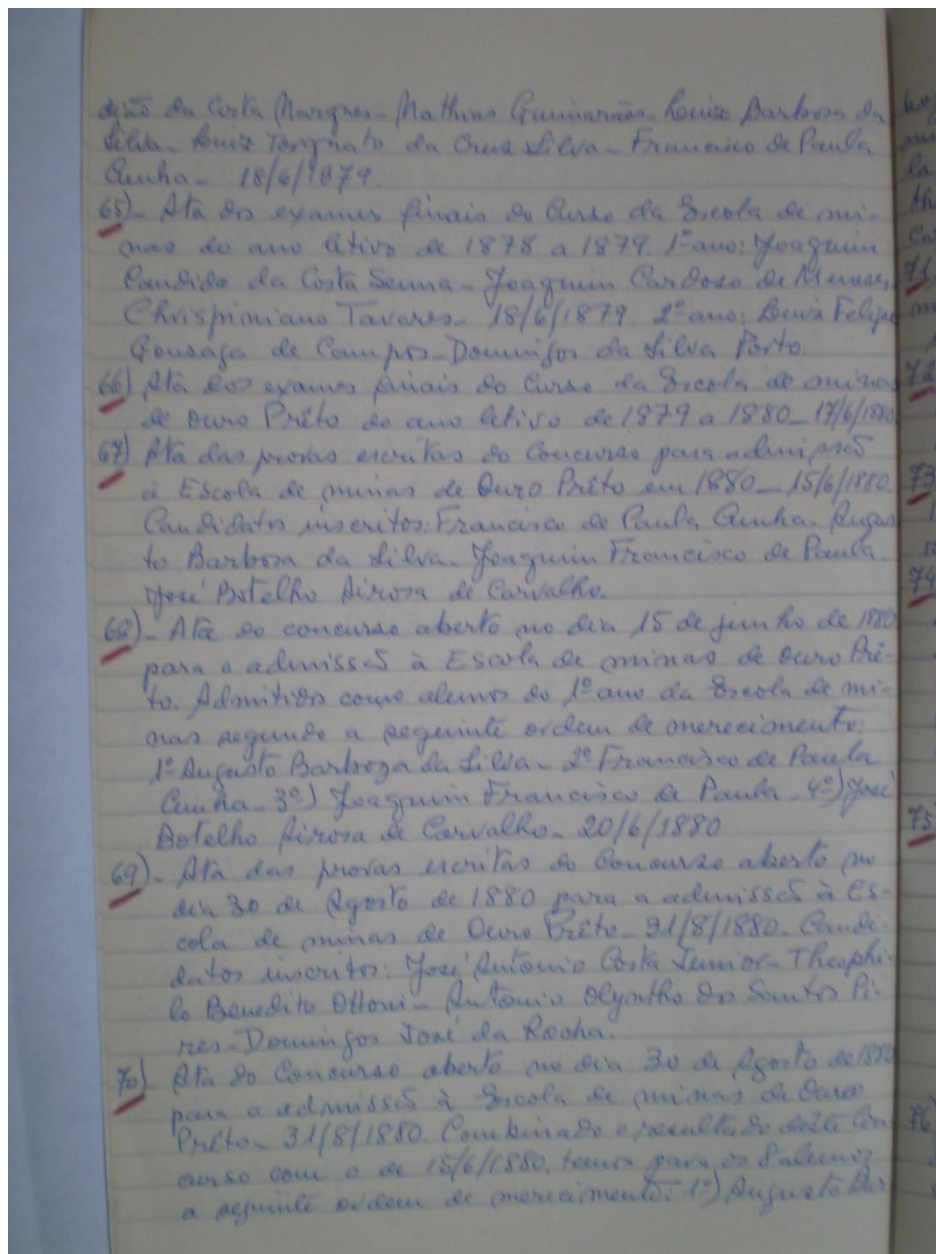 da Costa Marques - Mathias Guimarães - Luiz Barbosa da
Silva - Luiz Torquato da Cruz Silva - Francisco de Paula
Cunha - 18/6/1879.
65) - Ata dos exames finais do Curso da Escola de mi-
nas do ano letivo de 1878 a 1879. 1º ano: Joaquim
Candido da Costa Senna - Joaquim Cardoso de Menezes
Chrispiniano Tavares - 18/6/1879. 2º ano: Luiz Felipe
Gonzaga de Campos - Domingos da Silva Porto.
66) Ata dos exames finais do Curso da Escola de minas
de Ouro Prêto do ano letivo de 1879 a 1880 - 17/6/1880
67) Ata das provas escritas do Concurso para admissão
à Escola de minas de Ouro Prêto em 1880 - 15/6/1880
Candidatos inscritos: Francisco de Paula Cunha. Augus-
to Barbosa da Silva. Joaquim Francisco de Paula -
José Botelho Airosa de Carvalho.
68) - Ata do concurso aberto no dia 15 de junho de 1880
para a admissão à Escola de minas de Ouro Prê-
to. Admitidos como alunos do 1º ano da Escola de mi-
nas segundo a seguinte ordem de merecimento:
1º Augusto Barboza da Silva - 2º Francisco de Paula
Cunha - 3º) Joaquim Francisco de Paula - 4º) José
Botelho Airosa de Carvalho - 20/6/1880
69) - Ata das provas escritas do Concurso aberto no
dia 30 de Agosto de 1880 para a admissão à Es-
cola de minas de Ouro Prêto - 31/8/1880. Candi-
datos inscritos: José Antonio Costa Junior - Theophi-
lo Benedito Ottoni - Antonio Olyntho dos Santos Pi-
res - Domingos José da Rocha.
70) Ata do Concurso aberto no dia 30 de Agosto de 1880
para a admissão à Escola de minas de Ouro
Prêto - 31/8/1880. Combinado o resultado dêste Con
curso com o de 15/6/1880, temos para os 8 alunos
a seguinte ordem de merecimento: 1º) Augusto Bar
71
72
73
74
75
76